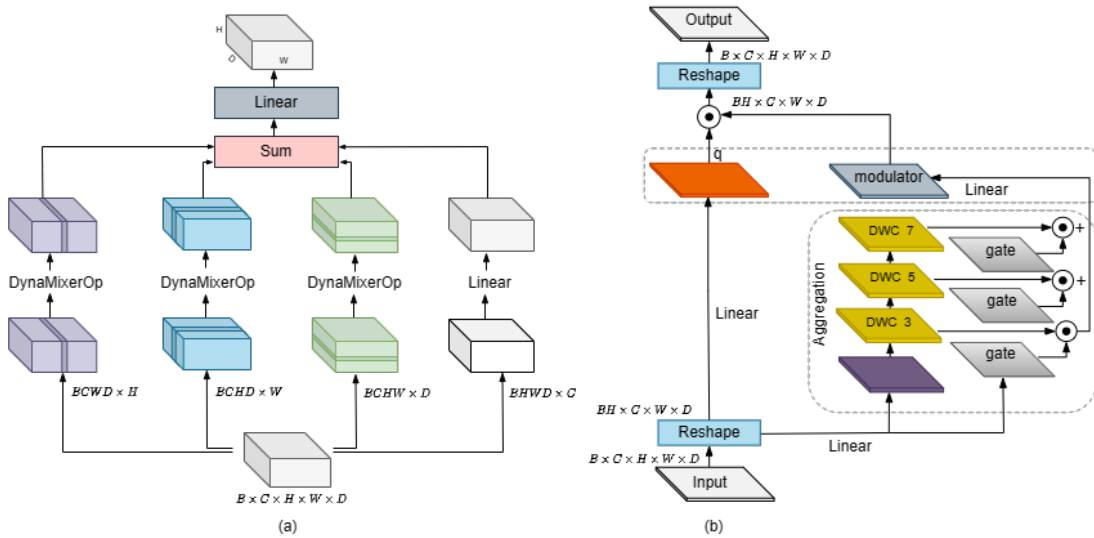 H
D
W
Linear
Sum
DynaMixerOp
DynaMixerOp
DynaMixerOp
Linear
BCWD × H
BCHD × W
BCHW × D
BHWD × C
B × C × H × W × D
(a)
Output
B × C × H × W × D
Reshape
BH × C × W × D
q
modulator
Linear
DWC 7
gate
+
DWC 5
gate
+
DWC 3
gate
Aggregation
Linear
BH × C × W × D
Reshape
Linear
B × C × H × W × D
Input
(b)